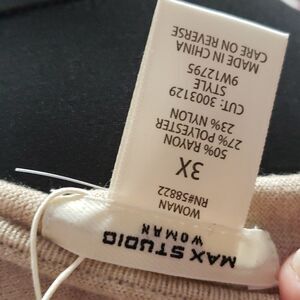 MAX STUDIO
WOMAN
WOMAN
RN#58822
3X
50% RAYON
27% POLYESTER
23% NYLON
CUT: 3003129
STYLE
9W12795
MADE IN CHINA
CARE ON REVERSE